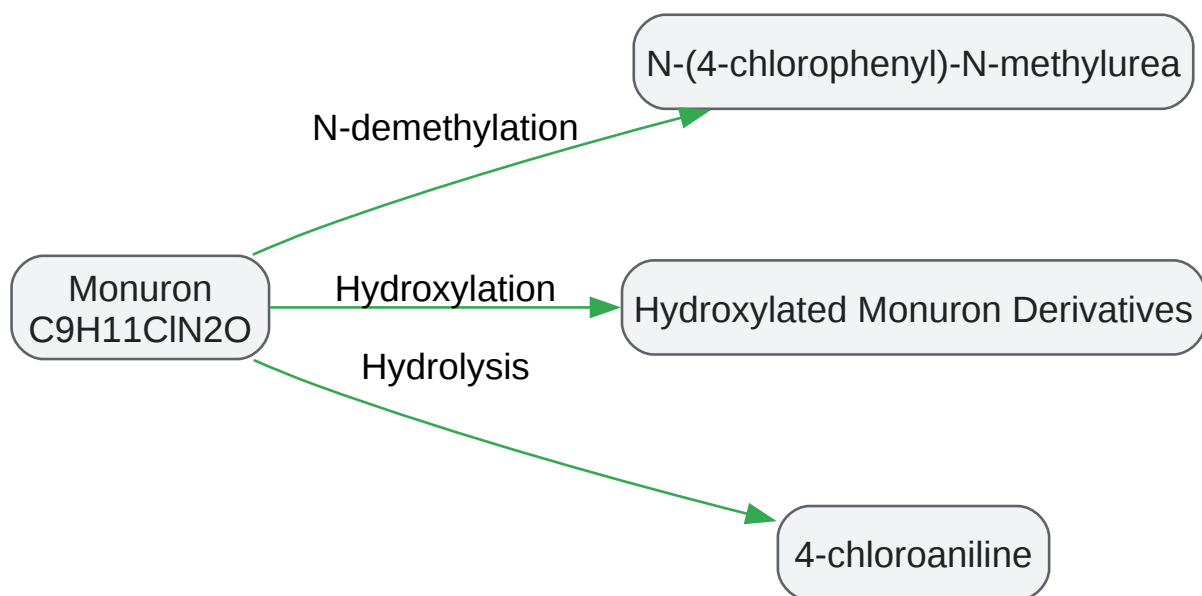 N-(4-chlorophenyl)-N-methylurea
N-demethylation
Monuron
C9H11ClN2O
Hydroxylation
Hydroxylated Monuron Derivatives
Hydrolysis
4-chloroaniline